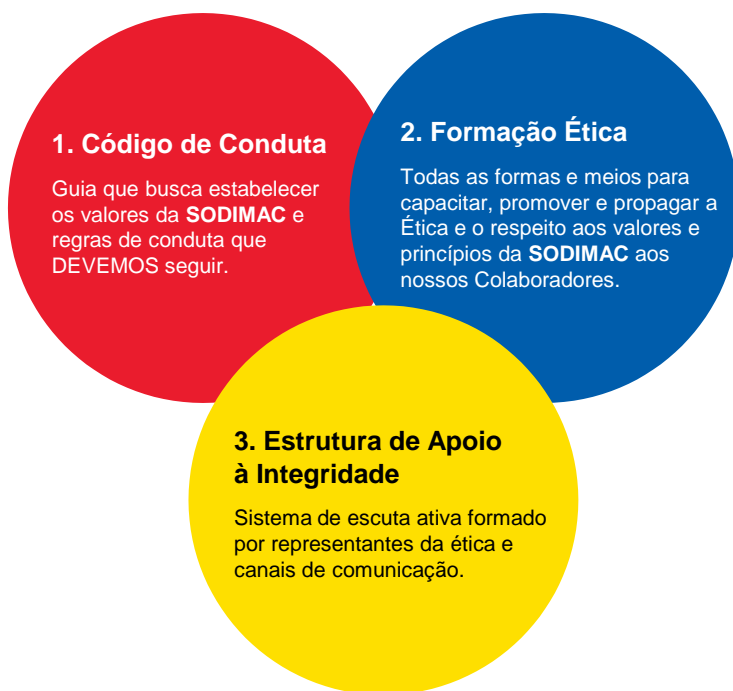 1. Código de Conduta
Guia que busca estabelecer
os valores da SODIMAC e
regras de conduta que
DEVEMOS seguir.
2. Formação Ética
Todas as formas e meios para
capacitar, promover e propagar a
Ética e o respeito aos valores e
princípios da SODIMAC aos
nossos Colaboradores.
3. Estrutura de Apoio
à Integridade
Sistema de escuta ativa formado
por representantes da ética e
canais de comunicação.